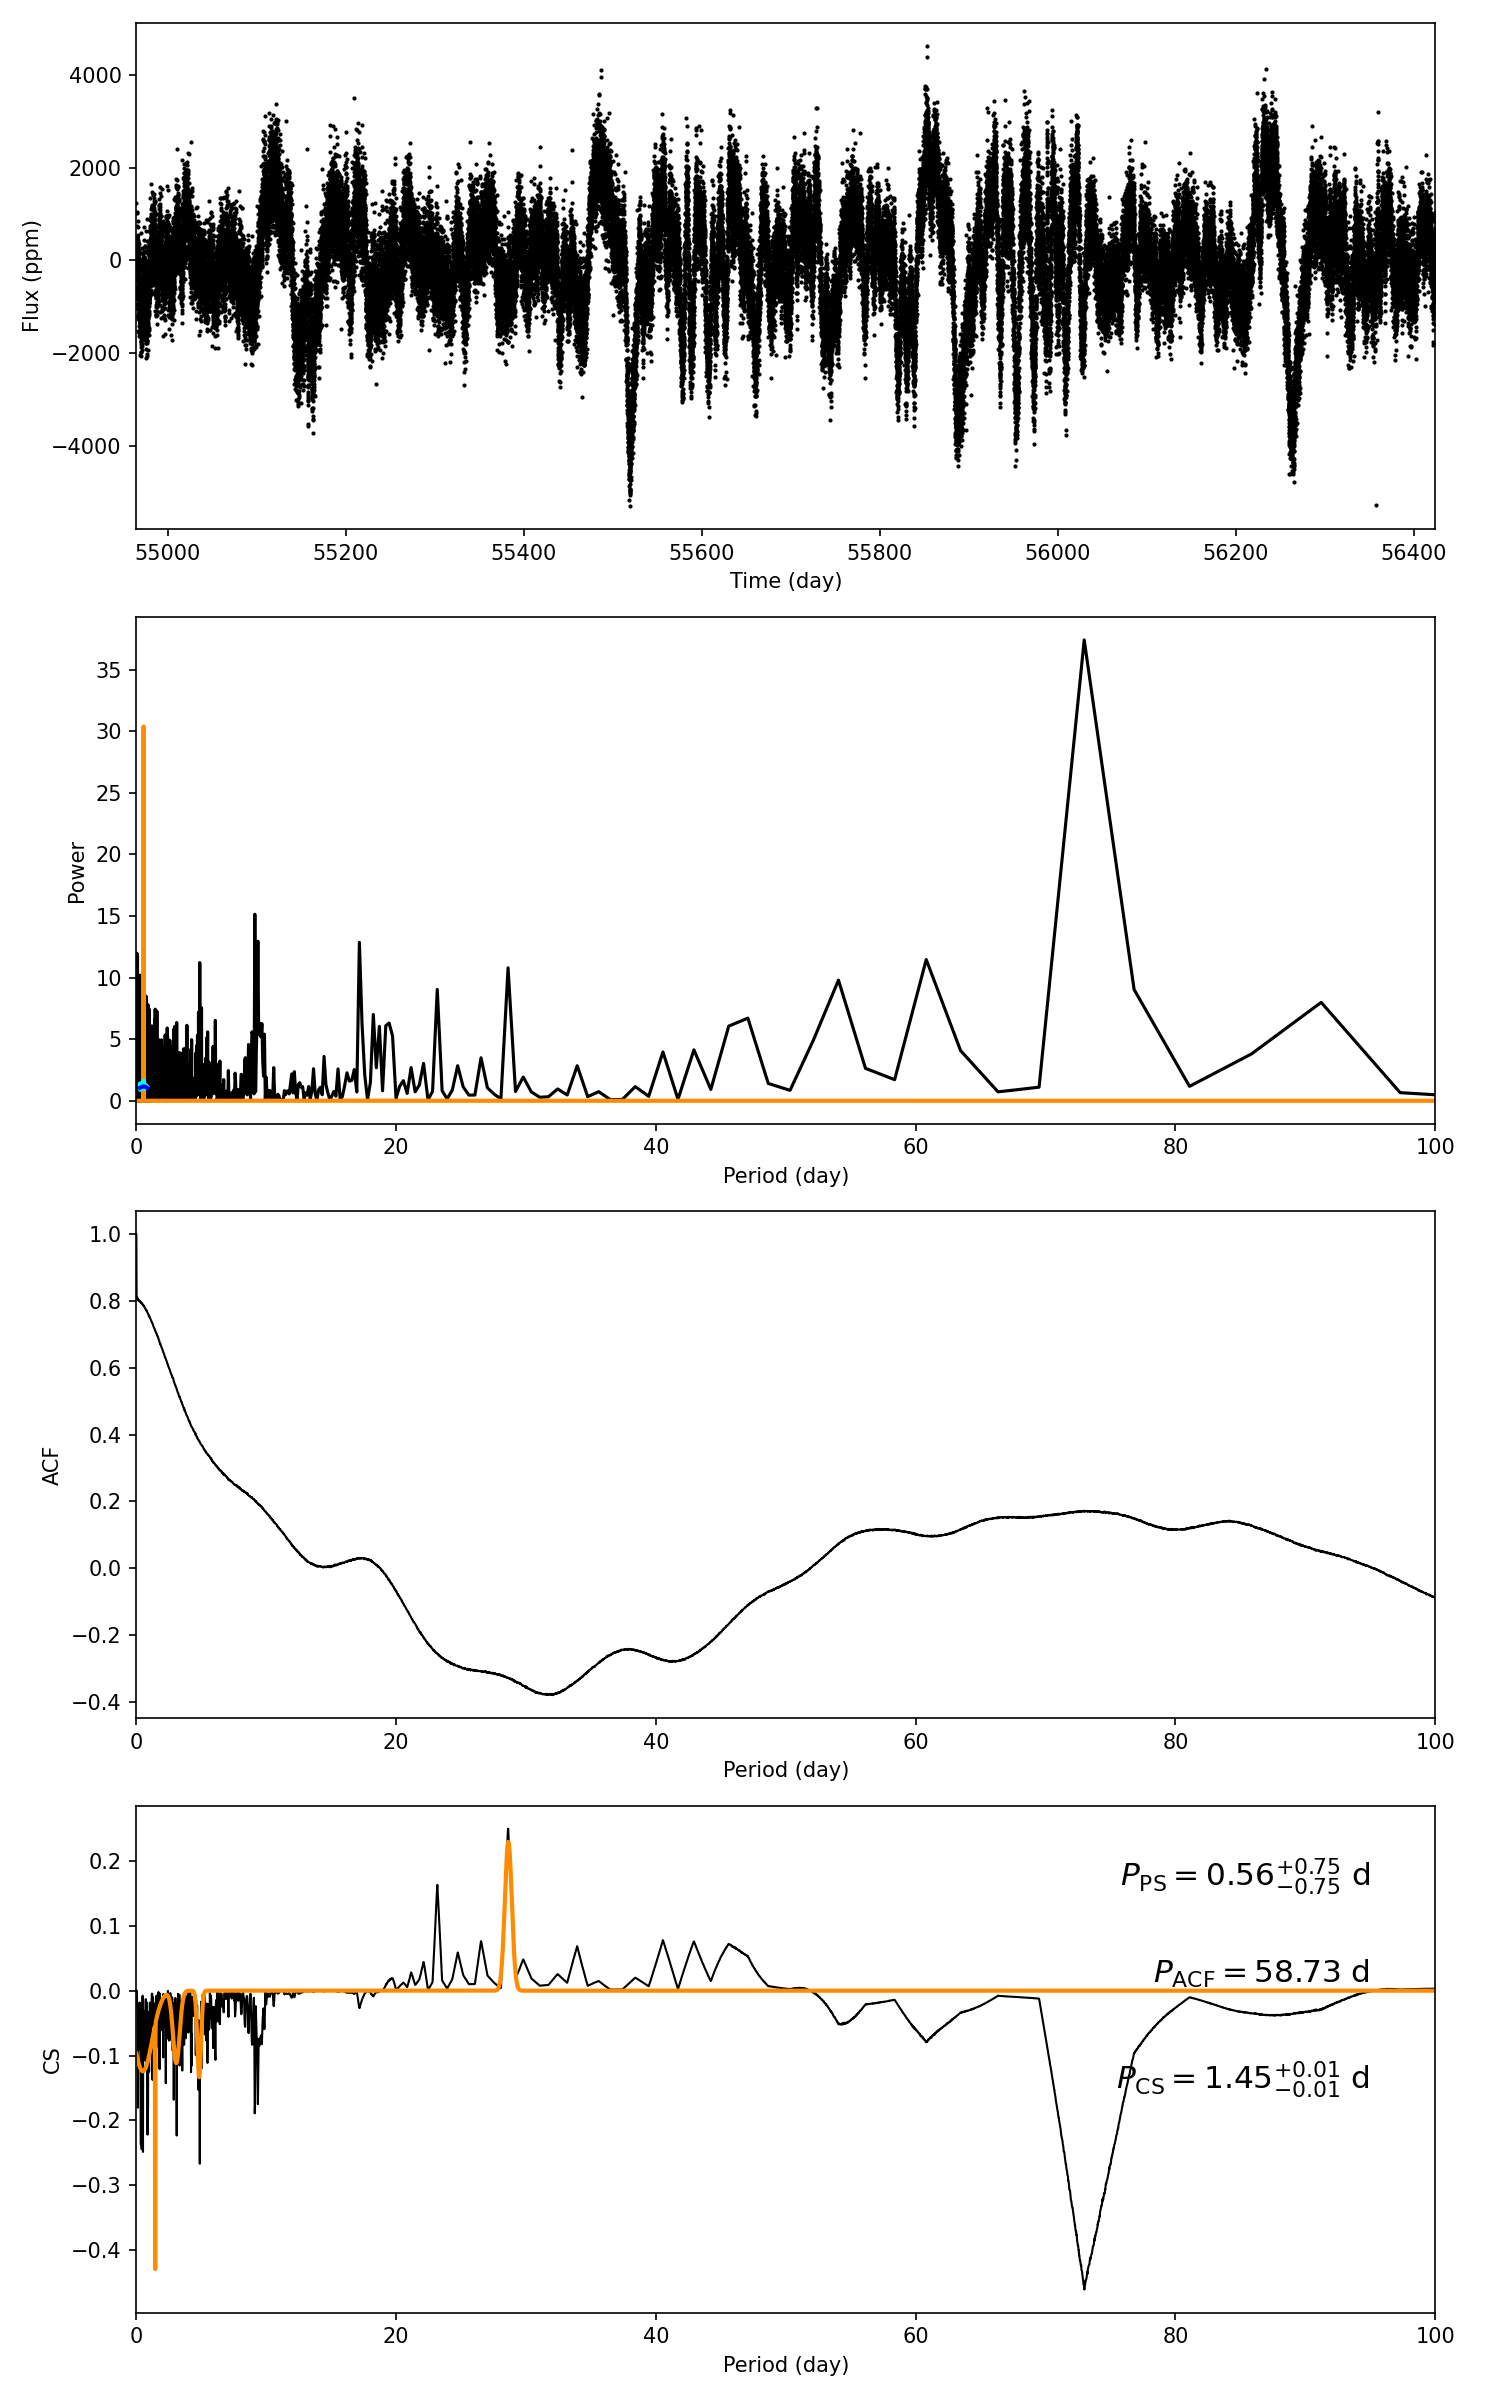 4000
2000
0
−2000
−4000
Flux (ppm)
55000 55200 55400 55600 55800 56000 56200 56400
Time (day)
35
30
25
20
15
10
5
0
Power
0 20 40 60 80 100
Period (day)
1.0
0.8
0.6
0.4
0.2
0.0
−0.2
−0.4
ACF
0 20 40 60 80 100
Period (day)
0.2
0.1
0.0
−0.1
−0.2
−0.3
−0.4
CS
P_PS = 0.56 +0.75 −0.75 d
P_ACF = 58.73 d
P_CS = 1.45 +0.01 −0.01 d
0 20 40 60 80 100
Period (day)